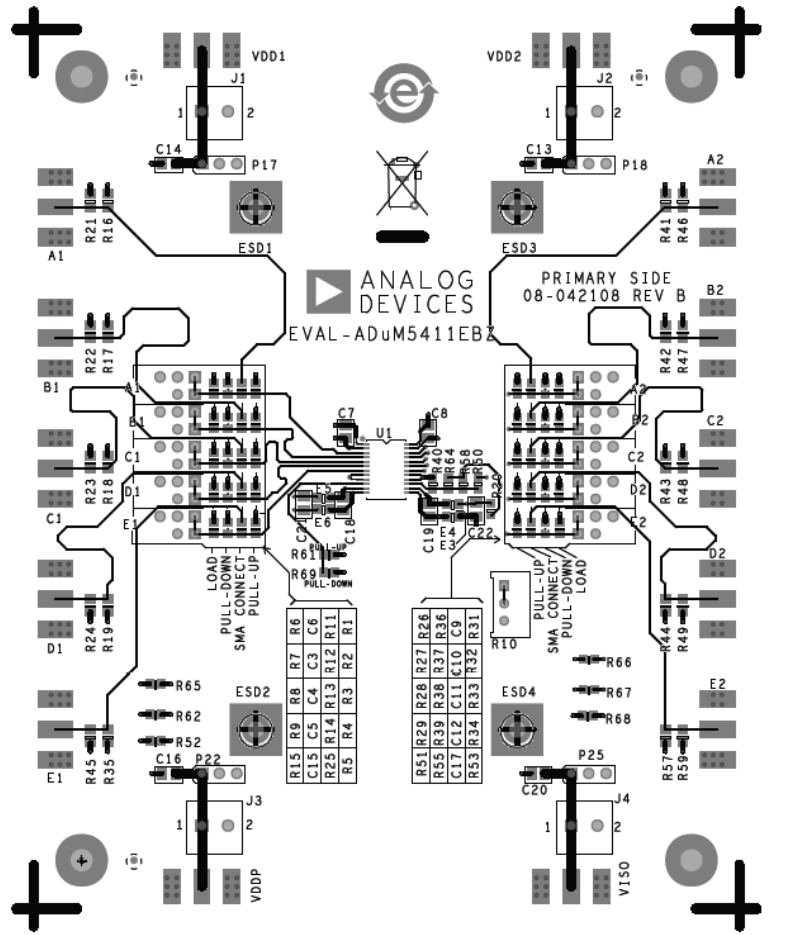 VDD1
VDD2
J1
1
2
J2
1
2
C14
P17
C13
P18
A1
R21
R16
ESD1
ESD3
R41
R46
A2
ANALOG
DEVICES
PRIMARY SIDE
08-042108 REV B
EVAL-ADuM5411EBZ
B1
R22
R17
R42
R47
B2
A1
B1
C1
D1
E1
A2
B2
C2
D2
E2
C7
U1
C8
R40
R64
R58
R50
R20
C1
R23
R18
R43
R48
C2
E5
E6
C21
C18
C19
E4
E3
C22
R61
PULL-UP
R69
PULL-DOWN
LOAD
PULL-DOWN
SMA CONNECT
PULL-UP
PULL-UP
SMA CONNECT
PULL-DOWN
LOAD
D1
R24
R19
R10
R44
R49
D2
R6 C6 R11 R1
R7 C3 R12 R2
R8 C4 R13 R3
R9 C5 R14 R4
R15 C15 R25 R5
R26 R36 C9 R31
R27 R37 C10 R32
R28 R38 C11 R33
R29 R39 C12 R34
R51 R55 C17 R53
R65
R62
R52
R66
R67
R68
E1
R45
R35
ESD2
ESD4
R57
R59
E2
C16
P22
C20
P25
J3
1
2
J4
1
2
VDDP
VISO